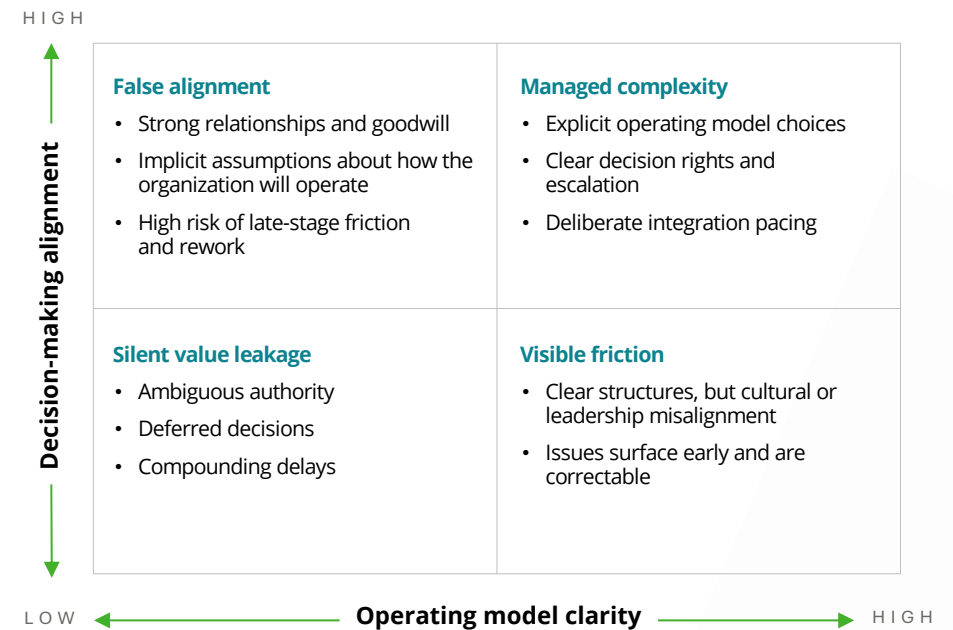 HIGH
Decision-making alignment
False alignment
• Strong relationships and goodwill
• Implicit assumptions about how the
organization will operate
• High risk of late-stage friction
and rework
Managed complexity
• Explicit operating model choices
• Clear decision rights and
escalation
• Deliberate integration pacing
Silent value leakage
• Ambiguous authority
• Deferred decisions
• Compounding delays
Visible friction
• Clear structures, but cultural or
leadership misalignment
• Issues surface early and are
correctable
LOW
Operating model clarity
HIGH